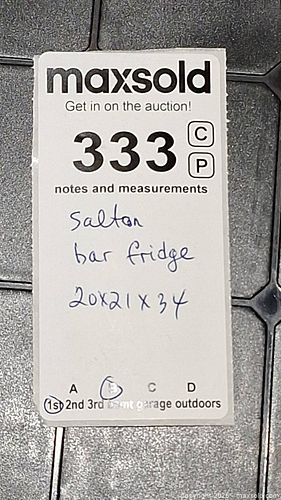 maxsold
Get in on the auction!
333 C
P
notes and measurements
Salton
bar fridge
20x21x34
A B C D
1st 2nd 3rd bsmt garage outdoors